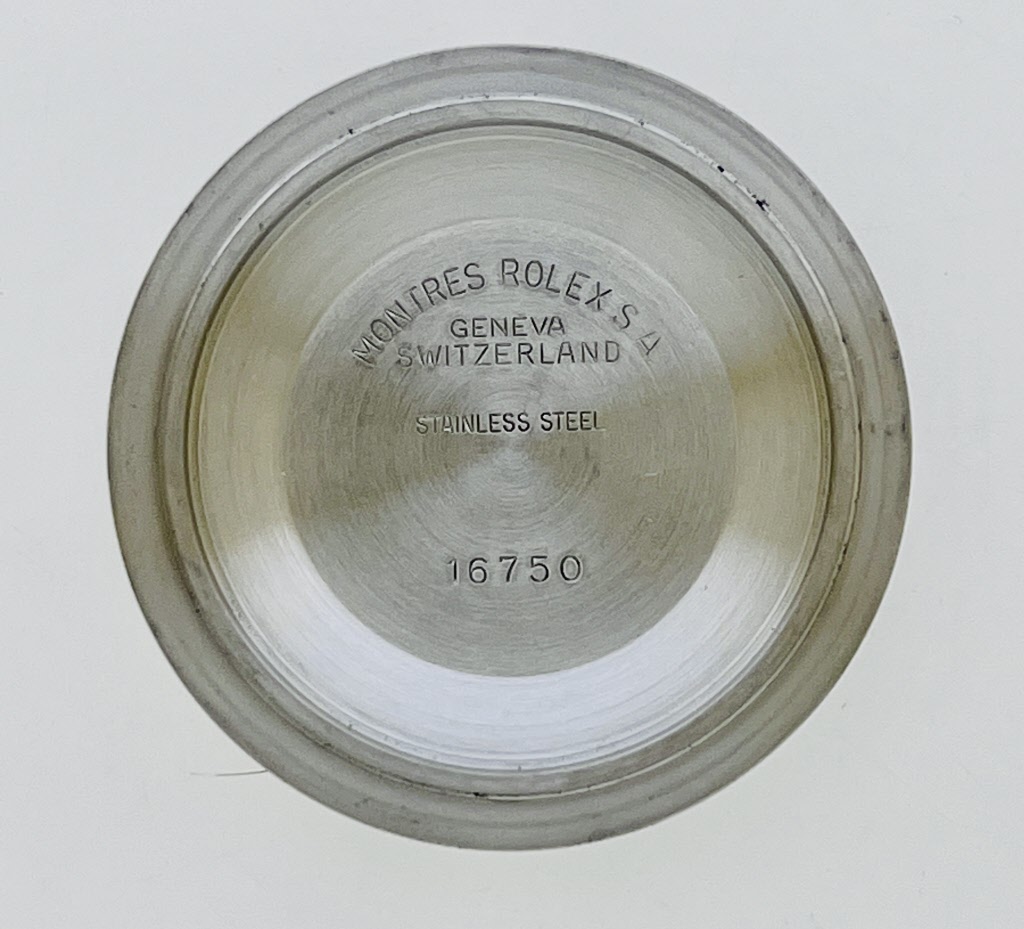 MONTRES ROLEX S A
GENEVA
SWITZERLAND
STAINLESS STEEL
16750